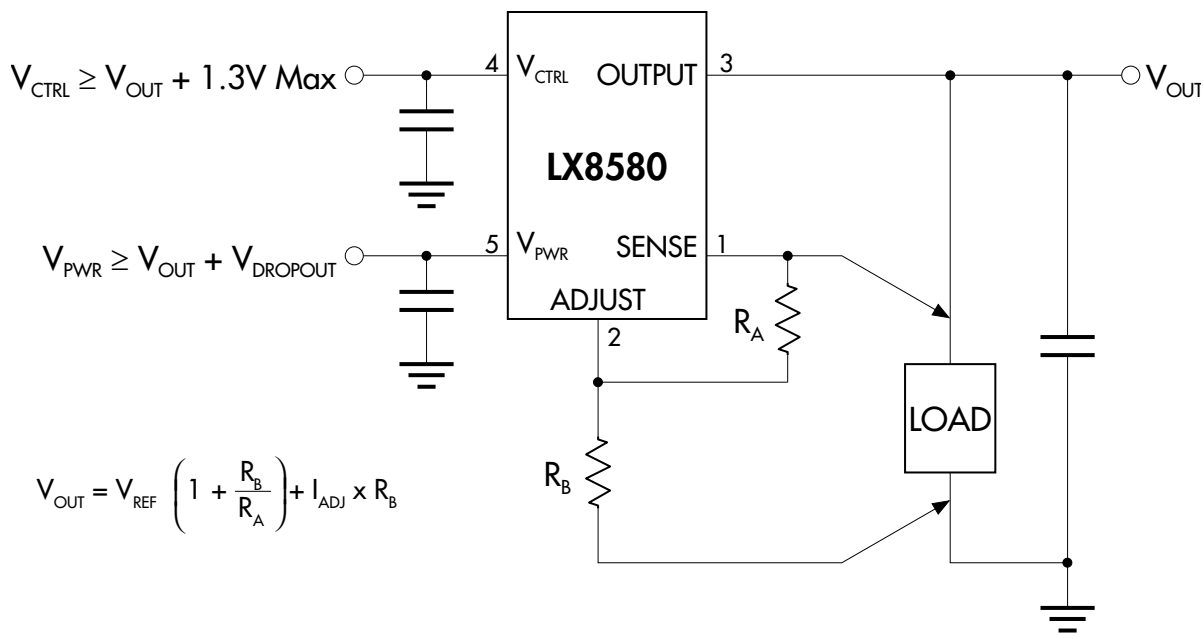 V_CTRL ≥ V_OUT + 1.3V Max
4
V_CTRL
OUTPUT
3
V_OUT
LX8580
V_PWR ≥ V_OUT + V_DROPOUT
5
V_PWR
SENSE
1
ADJUST
2
R_A
LOAD
R_B
V_OUT = V_REF (1 + R_B/R_A) + I_ADJ x R_B